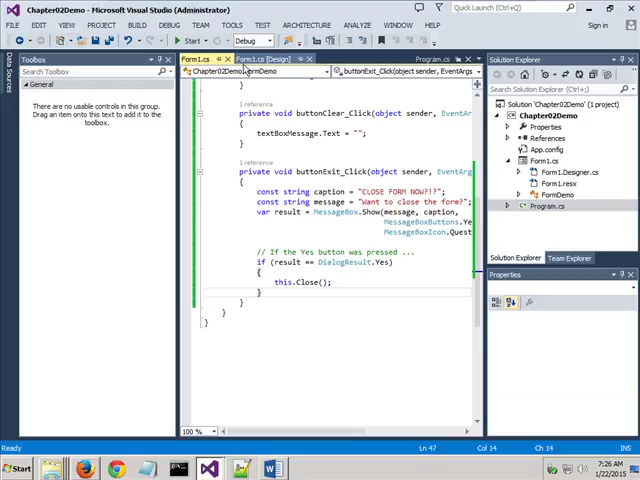 Chapter02Demo - Microsoft Visual Studio (Administrator)
Quick Launch (Ctrl+Q)
FILE EDIT VIEW PROJECT BUILD DEBUG TEAM TOOLS TEST ARCHITECTURE ANALYZE WINDOW HELP
Sign in
Start Debug
Data Sources
Toolbox
Search Toolbox
General
There are no usable controls in this group. Drag an item onto this text to add it to the toolbox.
Form1.cs Form1.cs [Design] Program.cs
buttonExit_Click(object sender, EventArgs
}
1 reference
private void buttonClear_Click(object sender, EventAr
{
textBoxMessage.Text = "";
}
1 reference
private void buttonExit_Click(object sender, EventArg
{
const string caption = "CLOSE FORM NOW?!?";
const string message = "Want to close the form?";
var result = MessageBox.Show(message, caption,
MessageBoxButtons.Ye
MessageBoxIcon.Quest
// If the Yes button was pressed ...
if (result == DialogResult.Yes)
{
this.Close();
}
}
}
}
100 %
Solution Explorer
Search Solution Explorer (Ctrl+;)
Solution 'Chapter02Demo' (1 project)
Chapter02Demo
Properties
References
App.config
Form1.cs
Form1.Designer.cs
Form1.resx
FormDemo
Program.cs
Solution Explorer Team Explorer
Properties
Ready
Ln 47 Col 14 Ch 14
Start
7:26 AM
1/22/2015